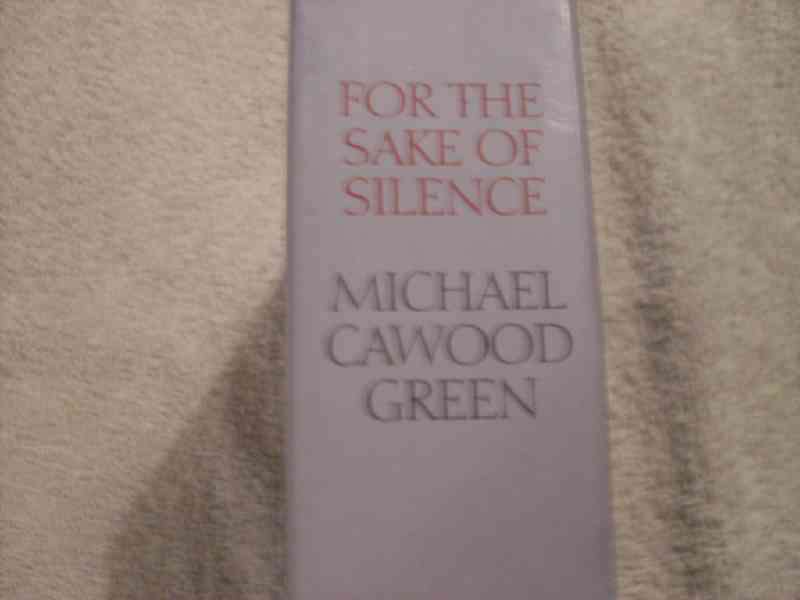 FOR THE
SAKE OF
SILENCE
MICHAEL
CAWOOD
GREEN